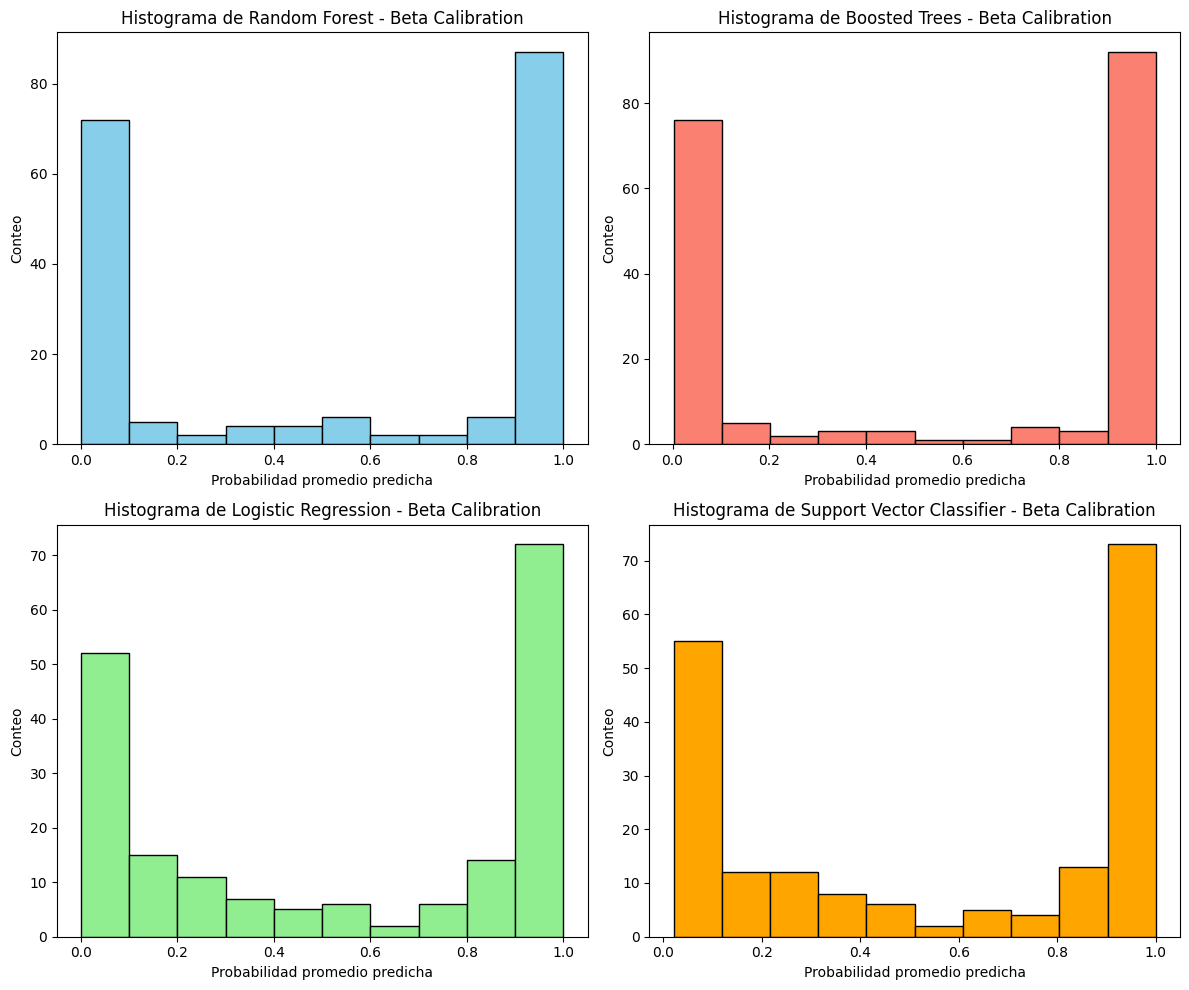 Histograma de Random Forest - Beta Calibration
Conteo
80
60
40
20
0
0.0 0.2 0.4 0.6 0.8 1.0
Probabilidad promedio predicha
Histograma de Boosted Trees - Beta Calibration
Conteo
80
60
40
20
0
0.0 0.2 0.4 0.6 0.8 1.0
Probabilidad promedio predicha
Histograma de Logistic Regression - Beta Calibration
Conteo
70
60
50
40
30
20
10
0
0.0 0.2 0.4 0.6 0.8 1.0
Probabilidad promedio predicha
Histograma de Support Vector Classifier - Beta Calibration
Conteo
70
60
50
40
30
20
10
0
0.0 0.2 0.4 0.6 0.8 1.0
Probabilidad promedio predicha